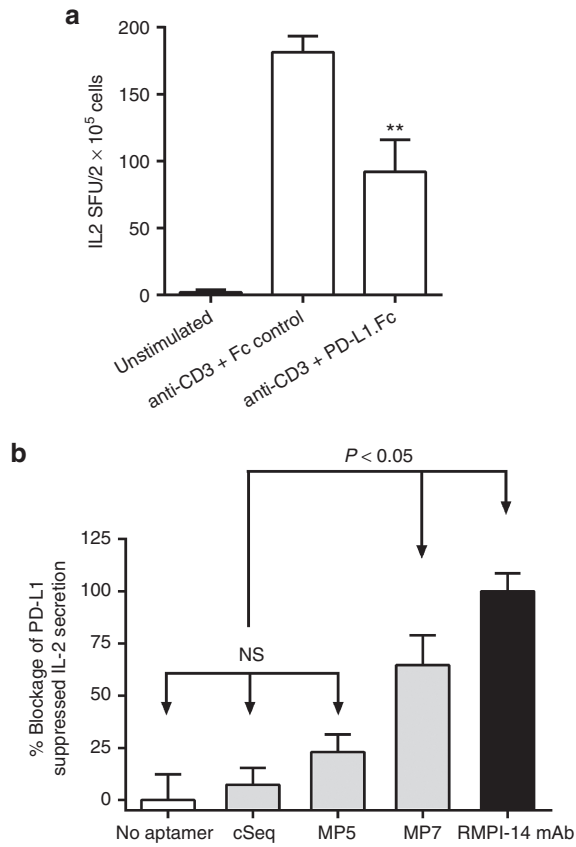 a
IL2 SFU/2 × 10⁵ cells
200
150
100
50
0
**
Unstimulated
anti-CD3 + Fc control
anti-CD3 + PD-L1.Fc
b
P < 0.05
% Blockage of PD-L1
suppressed IL-2 secretion
125
100
75
50
25
0
NS
No aptamer
cSeq
MP5
MP7
RMPI-14 mAb